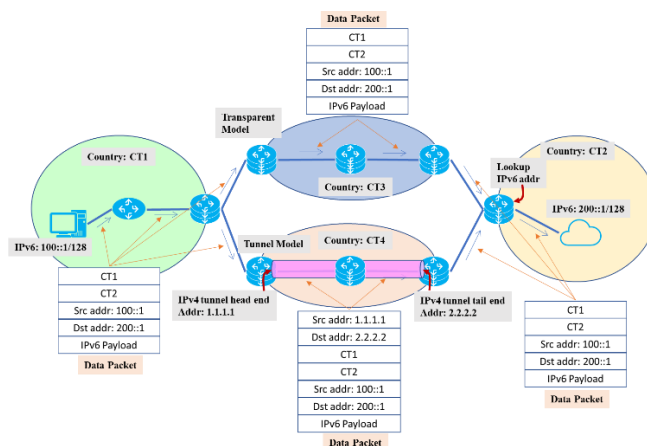 Data Packet
CT1
CT2
Src addr: 100::1
Dst addr: 200::1
IPv6 Payload
Transparent
Model
Country: CT1
Country: CT3
Country: CT2
Lookup
IPv6 addr
IPv6: 100::1/128
IPv6: 200::1/128
Tunnel Model
Country: CT4
IPv4 tunnel head end
Addr: 1.1.1.1
IPv4 tunnel tail end
Addr: 2.2.2.2
CT1
CT2
Src addr: 100::1
Dst addr: 200::1
IPv6 Payload
Data Packet
Src addr: 1.1.1.1
Dst addr: 2.2.2.2
CT1
CT2
Src addr: 100::1
Dst addr: 200::1
IPv6 Payload
Data Packet
CT1
CT2
Src addr: 100::1
Dst addr: 200::1
IPv6 Payload
Data Packet